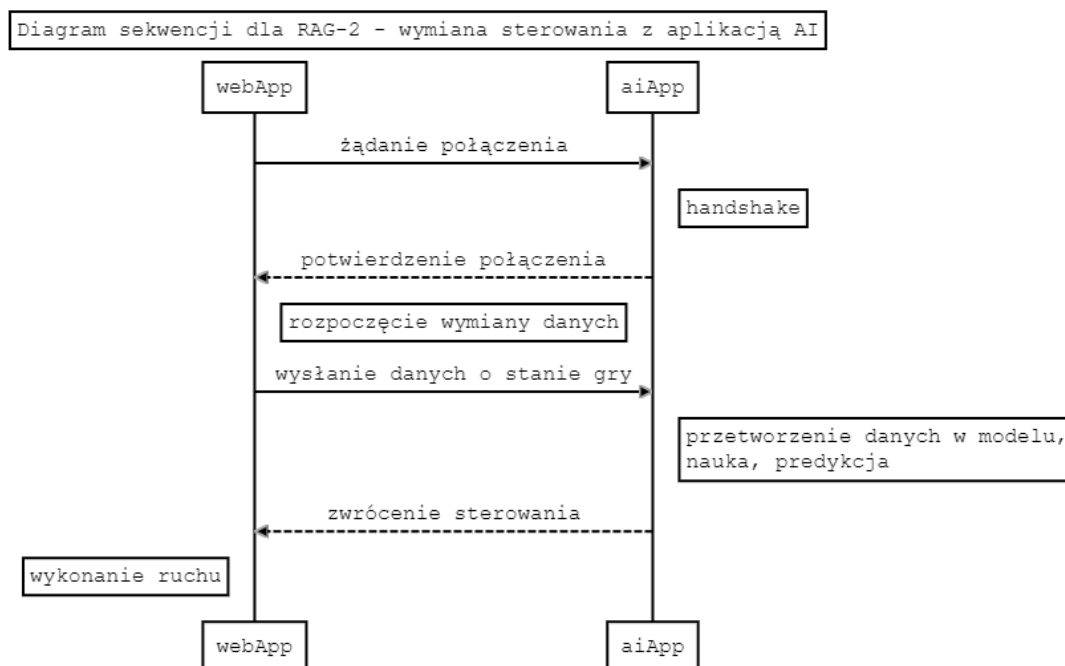 Diagram sekwencji dla RAG-2 - wymiana sterowania z aplikacją AI
webApp
aiApp
żądanie połączenia
handshake
potwierdzenie połączenia
rozpoczęcie wymiany danych
wysłanie danych o stanie gry
przetworzenie danych w modelu,
nauka, predykcja
zwrócenie sterowania
wykonanie ruchu
webApp
aiApp